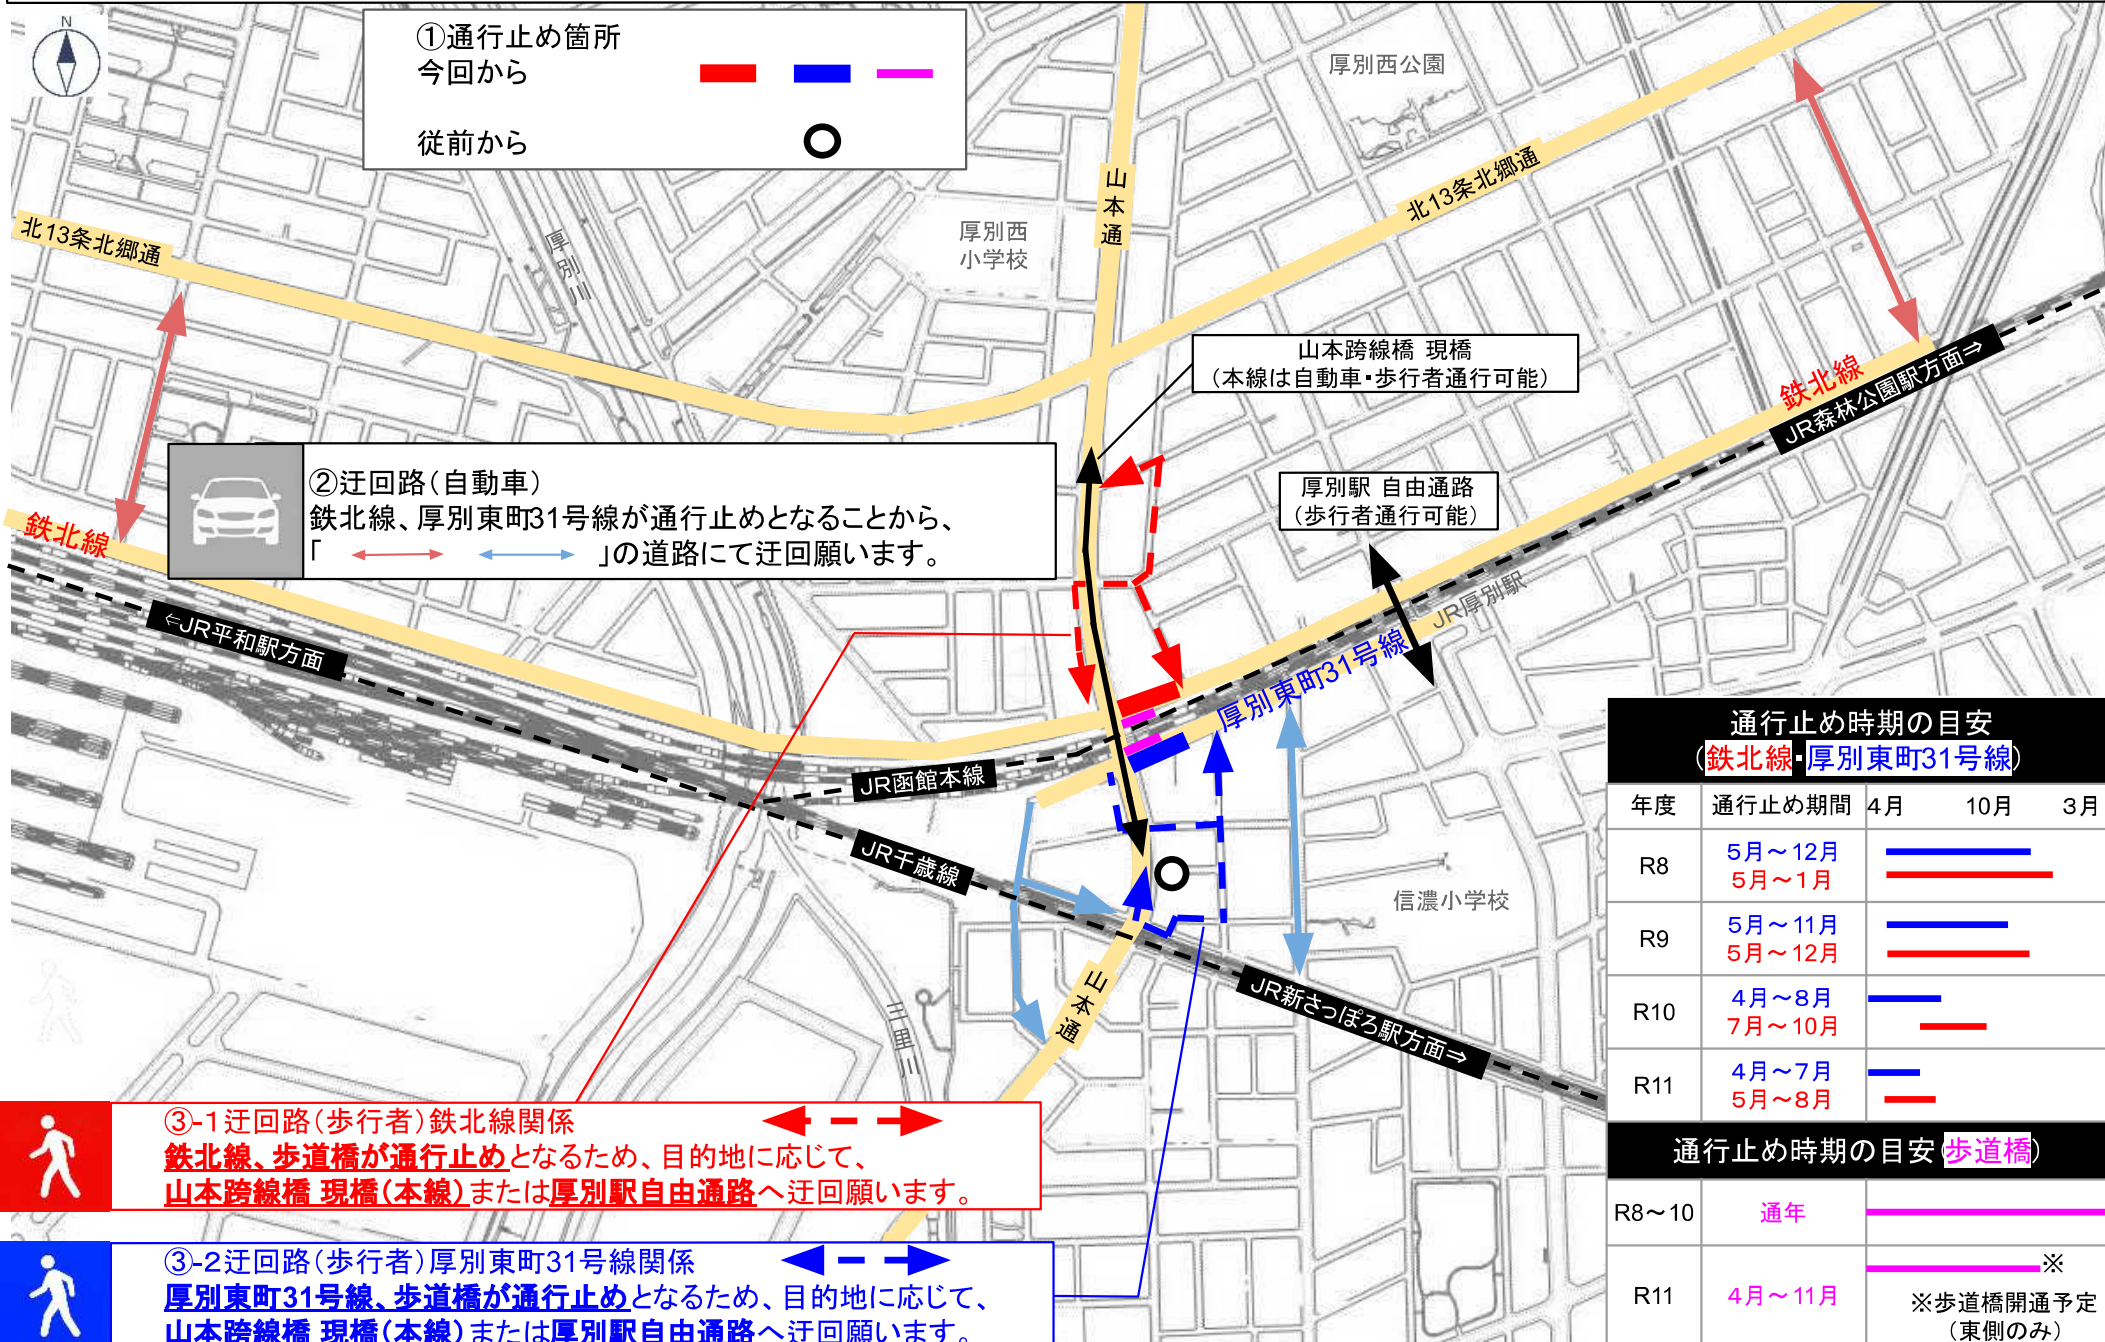 N
①通行止め箇所
今回から
従前から
厚別西公園
山本通
北13条北郷通
北13条北郷通
厚別川
厚別西
小学校
山本跨線橋 現橋
(本線は自動車・歩行者通行可能)
鉄北線
JR森林公園駅方面⇒
②迂回路(自動車)
鉄北線、厚別東町31号線が通行止めとなることから、
「 」の道路にて迂回願います。
厚別駅 自由通路
(歩行者通行可能)
鉄北線
JR厚別駅
⇐JR平和駅方面
厚別東町31号線
JR函館本線
JR千歳線
信濃小学校
山本通
三里川
JR新さっぽろ駅方面⇒
通行止め時期の目安
(鉄北線・厚別東町31号線)
年度 通行止め期間 4月 10月 3月
R8 5月～12月
5月～1月
R9 5月～11月
5月～12月
R10 4月～8月
7月～10月
R11 4月～7月
5月～8月
通行止め時期の目安(歩道橋)
R8～10 通年
R11 4月～11月 ※
※歩道橋開通予定
(東側のみ)
③-1迂回路(歩行者)鉄北線関係
鉄北線、歩道橋が通行止めとなるため、目的地に応じて、
山本跨線橋 現橋(本線)または厚別駅自由通路へ迂回願います。
③-2迂回路(歩行者)厚別東町31号線関係
厚別東町31号線、歩道橋が通行止めとなるため、目的地に応じて、
山本跨線橋 現橋(本線)または厚別駅自由通路へ迂回願います。